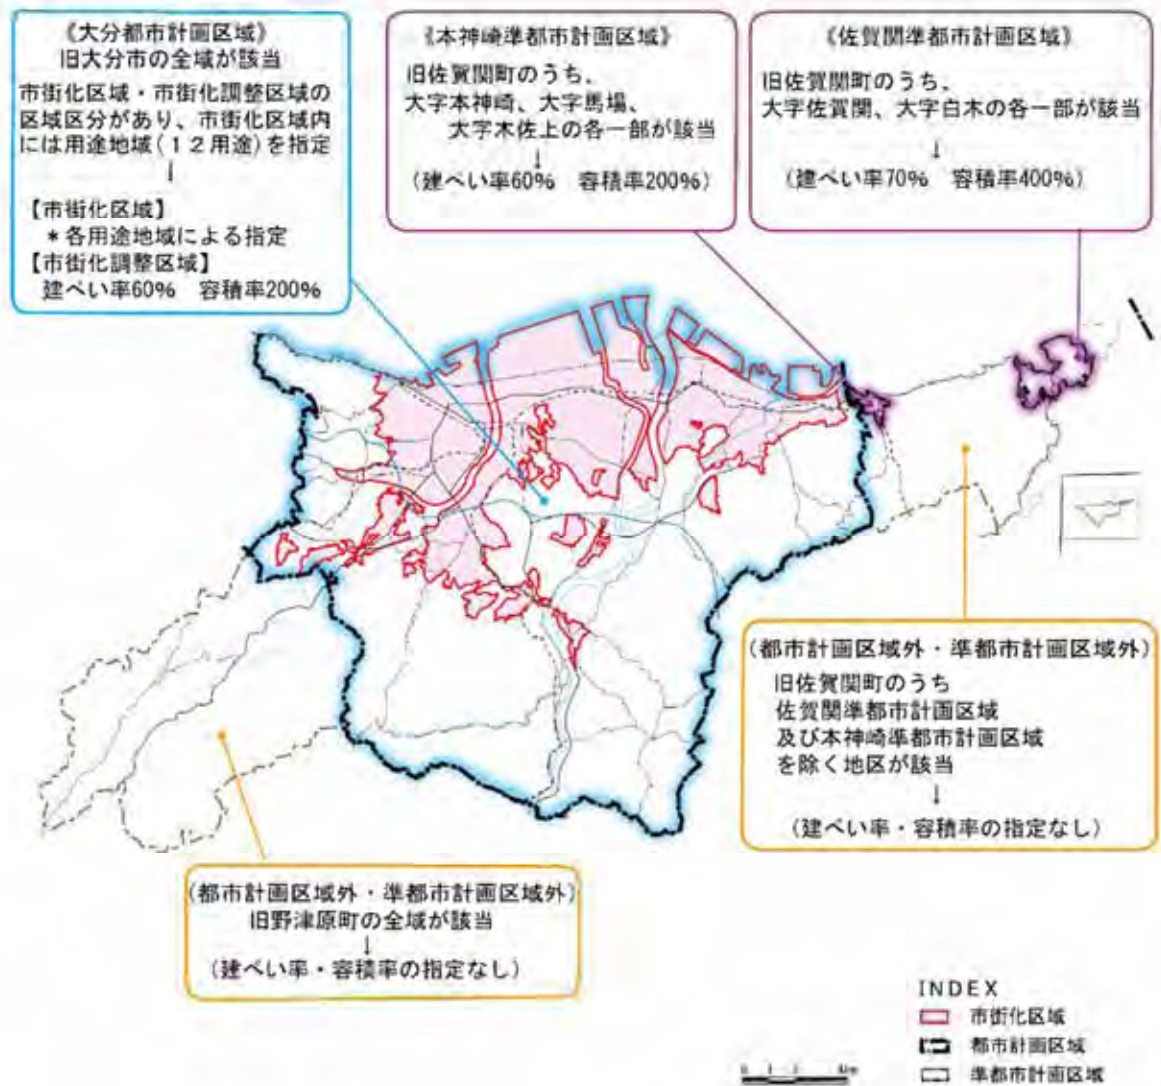 《大分都市計画区域》
旧大分市の全域が該当
市街化区域・市街化調整区域の
区域区分があり、市街化区域内
には用途地域(12用途)を指定
↓
【市街化区域】
*各用途地域による指定
【市街化調整区域】
建ぺい率60% 容積率200%
《本神崎準都市計画区域》
旧佐賀関町のうち、
大字本神崎、大字馬場、
大字木佐上の各一部が該当
↓
(建ぺい率60% 容積率200%)
《佐賀関準都市計画区域》
旧佐賀関町のうち、
大字佐賀関、大字白木の各一部が該当
↓
(建ぺい率70% 容積率400%)
(都市計画区域外・準都市計画区域外)
旧佐賀関町のうち
佐賀関準都市計画区域
及び本神崎準都市計画区域
を除く地区が該当
↓
(建ぺい率・容積率の指定なし)
(都市計画区域外・準都市計画区域外)
旧野津原町の全域が該当
↓
(建ぺい率・容積率の指定なし)
INDEX
市街化区域
都市計画区域
準都市計画区域